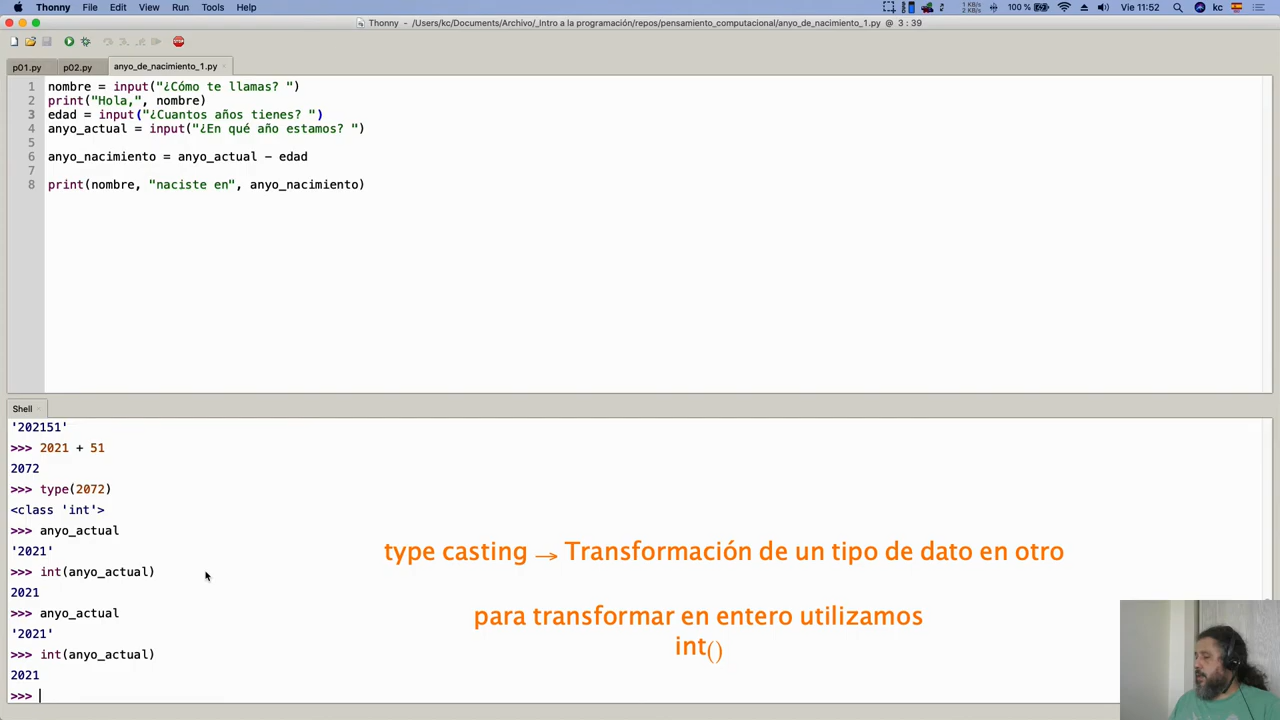 Thonny File Edit View Run Tools Help
1 KB/s
2 KB/s
100 % Vie 11:52 kc
Thonny - /Users/kc/Documents/Archivo/_Intro a la programación/repos/pensamiento_computacional/anyo_de_nacimiento_1.py @ 3 : 39
p01.py p02.py anyo_de_nacimiento_1.py
1 nombre = input("¿Cómo te llamas? ")
2 print("Hola,", nombre)
3 edad = input("¿Cuantos años tienes? ")
4 anyo_actual = input("¿En qué año estamos? ")
5
6 anyo_nacimiento = anyo_actual - edad
7
8 print(nombre, "naciste en", anyo_nacimiento)
Shell
'202151'
>>> 2021 + 51
2072
>>> type(2072)
<class 'int'>
>>> anyo_actual
'2021'
>>> int(anyo_actual)
2021
>>> anyo_actual
'2021'
>>> int(anyo_actual)
2021
>>>
type casting → Transformación de un tipo de dato en otro
para transformar en entero utilizamos
int()